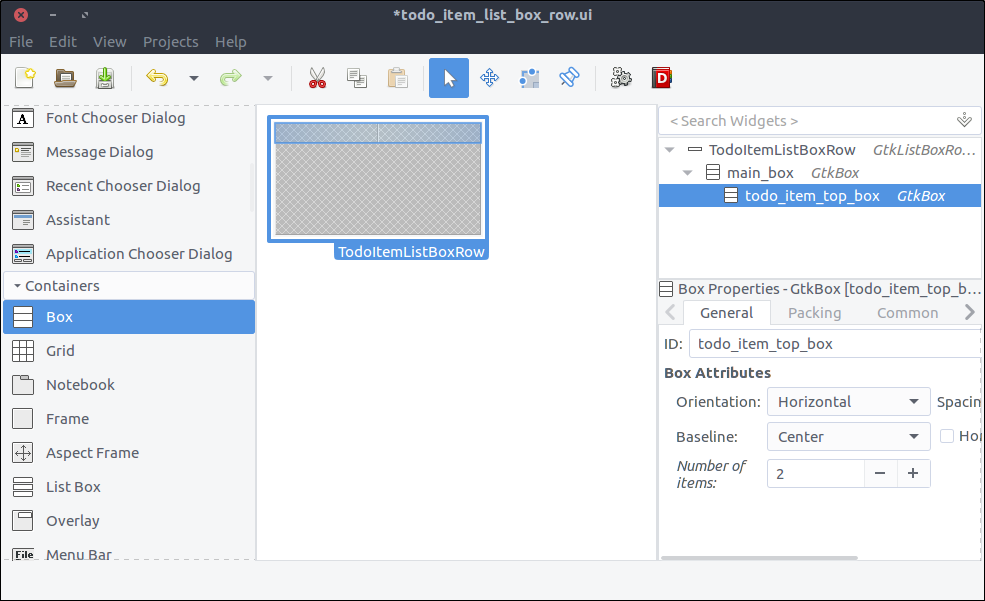 *todo_item_list_box_row.ui
File Edit View Projects Help
D
A Font Chooser Dialog
Message Dialog
Recent Chooser Dialog
Assistant
Application Chooser Dialog
Containers
Box
Grid
Notebook
Frame
Aspect Frame
List Box
Overlay
File Menu Bar
TodoItemListBoxRow
< Search Widgets >
TodoItemListBoxRow GtkListBoxRo...
main_box GtkBox
todo_item_top_box GtkBox
Box Properties - GtkBox [todo_item_top_b...
General Packing Common
ID: todo_item_top_box
Box Attributes
Orientation: Horizontal Spacin
Baseline: Center Hor
Number of
items: 2